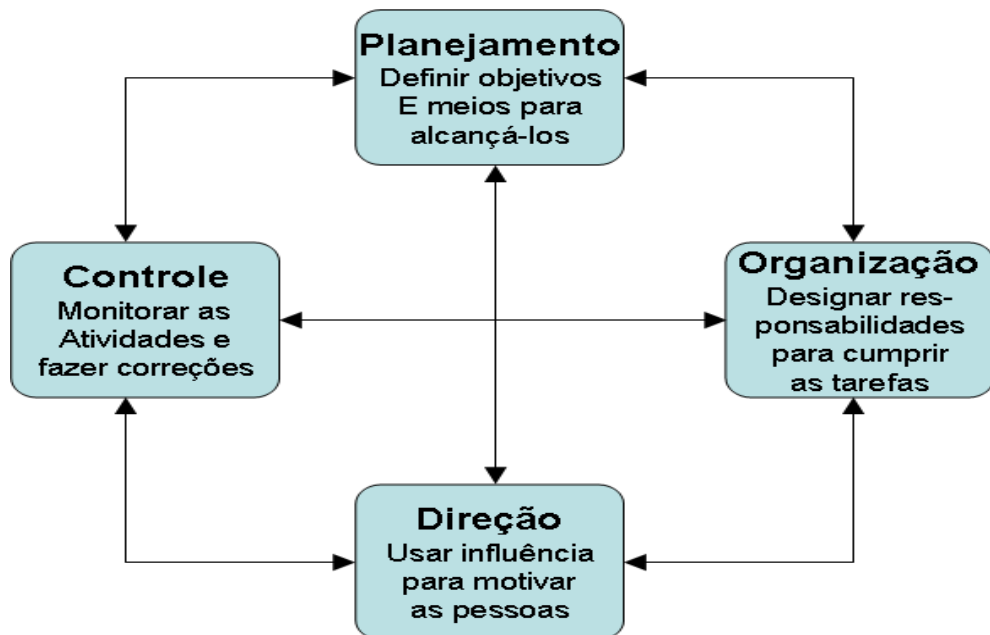 Planejamento
Definir objetivos
E meios para
alcançá-los
Controle
Monitorar as
Atividades e
fazer correções
Organização
Designar res-
ponsabilidades
para cumprir
as tarefas
Direção
Usar influência
para motivar
as pessoas